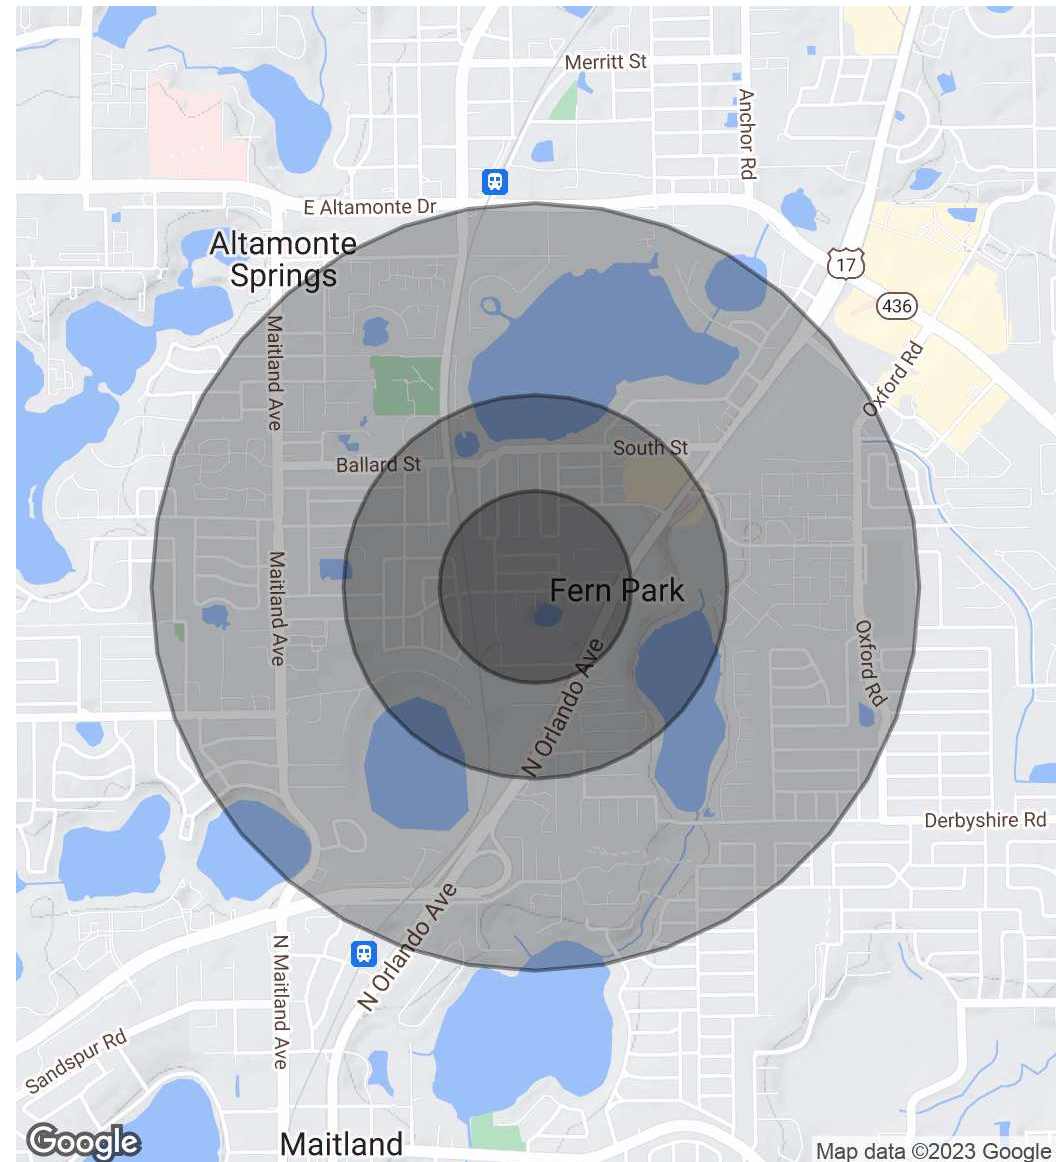 Merritt St
Anchor Rd
E Altamonte Dr
Altamonte
Springs
17
436
Maitland Ave
Oxford Rd
South St
Ballard St
Maitland Ave
Fern Park
Oxford Rd
N Orlando Ave
Derbyshire Rd
N Orlando Ave
N Maitland Ave
Sandspur Rd
Maitland
Google
Map data ©2023 Google